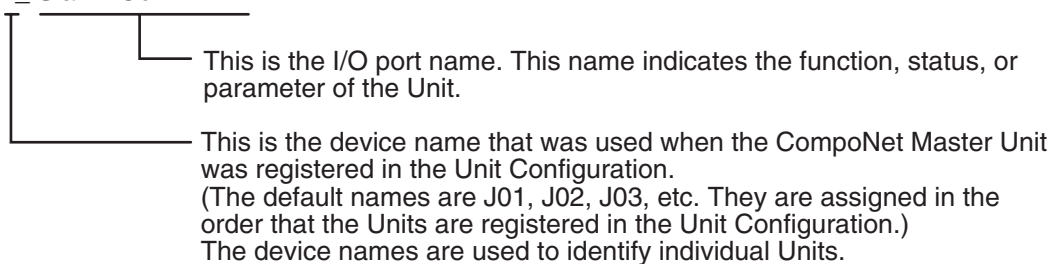 This is the I/O port name. This name indicates the function, status, or
parameter of the Unit.
This is the device name that was used when the CompoNet Master Unit
was registered in the Unit Configuration.
(The default names are J01, J02, J03, etc. They are assigned in the
order that the Units are registered in the Unit Configuration.)
The device names are used to identify individual Units.